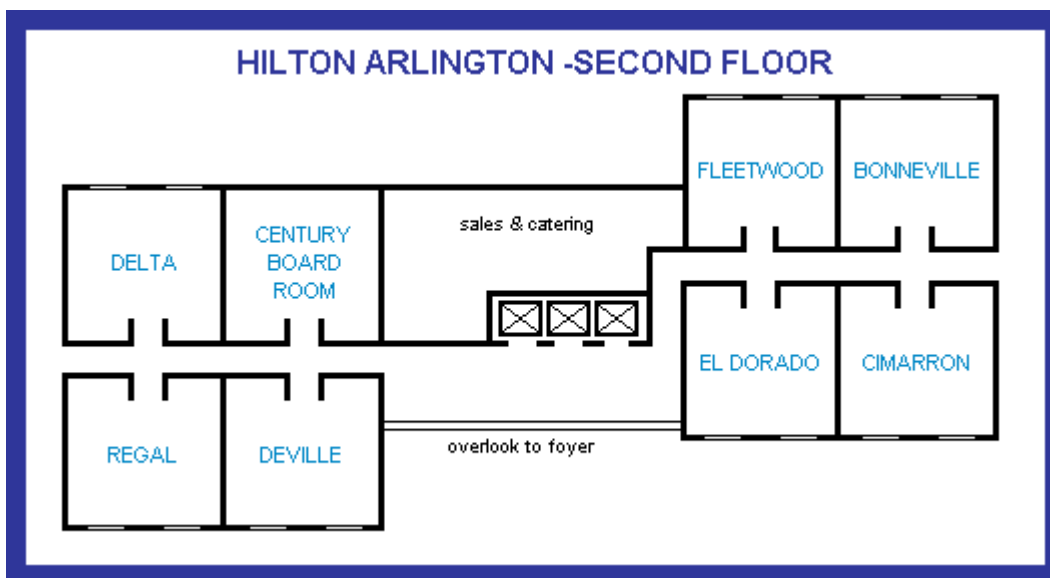 HILTON ARLINGTON -SECOND FLOOR
FLEETWOOD
BONNEVILLE
sales & catering
DELTA
CENTURY
BOARD
ROOM
EL DORADO
CIMARRON
REGAL
DEVILLE
overlook to foyer